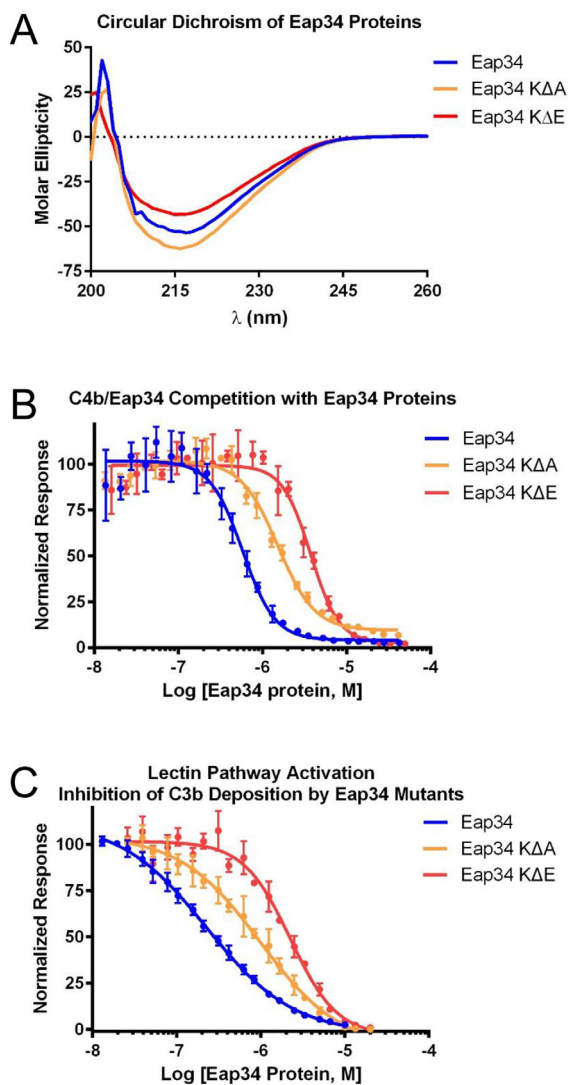 A
Circular Dichroism of Eap34 Proteins
Molar Ellipticity
50
25
0
-25
-50
-75
200
215
230
245
260
λ (nm)
Eap34
Eap34 KΔA
Eap34 KΔE
B
C4b/Eap34 Competition with Eap34 Proteins
Normalized Response
100
75
50
25
0
-8
-7
-6
-5
-4
Log [Eap34 protein, M]
Eap34
Eap34 KΔA
Eap34 KΔE
C
Lectin Pathway Activation
Inhibition of C3b Deposition by Eap34 Mutants
Normalized Response
100
75
50
25
0
-8
-7
-6
-5
-4
Log [Eap34 Protein, M]
Eap34
Eap34 KΔA
Eap34 KΔE